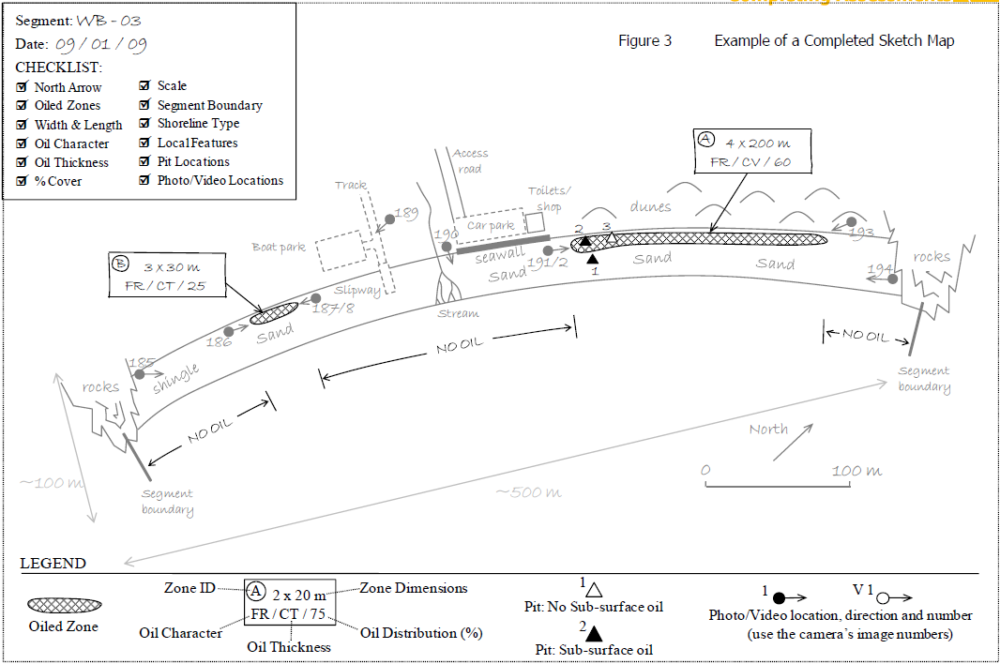 Segment: WB - 03
Date: 09 / 01 / 09
CHECKLIST:
North Arrow
Oiled Zones
Width & Length
Oil Character
Oil Thickness
% Cover
Scale
Segment Boundary
Shoreline Type
Local Features
Pit Locations
Photo/Video Locations
Figure 3 Example of a Completed Sketch Map
A 4 x 200 m
FR / CV / 60
Access
road
Track
189
Toilets/
shop
dunes
Car park
190
2
3
193
Boat park
seawall
191/2
1
Sand
Sand
Sand
rocks
194
B 3 x 30 m
FR / CT / 25
Slipway
187/8
Stream
186
Sand
NO OIL
NO OIL
185
shingle
rocks
Segment
boundary
NO OIL
North
~100 m
0 100 m
Segment
boundary
~500 m
LEGEND
Oiled Zone
Zone ID
A 2 x 20 m
FR / CT / 75
Zone Dimensions
Oil Character
Oil Thickness
Oil Distribution (%)
1
Pit: No Sub-surface oil
2
Pit: Sub-surface oil
1 V 1
Photo/Video location, direction and number
(use the camera's image numbers)